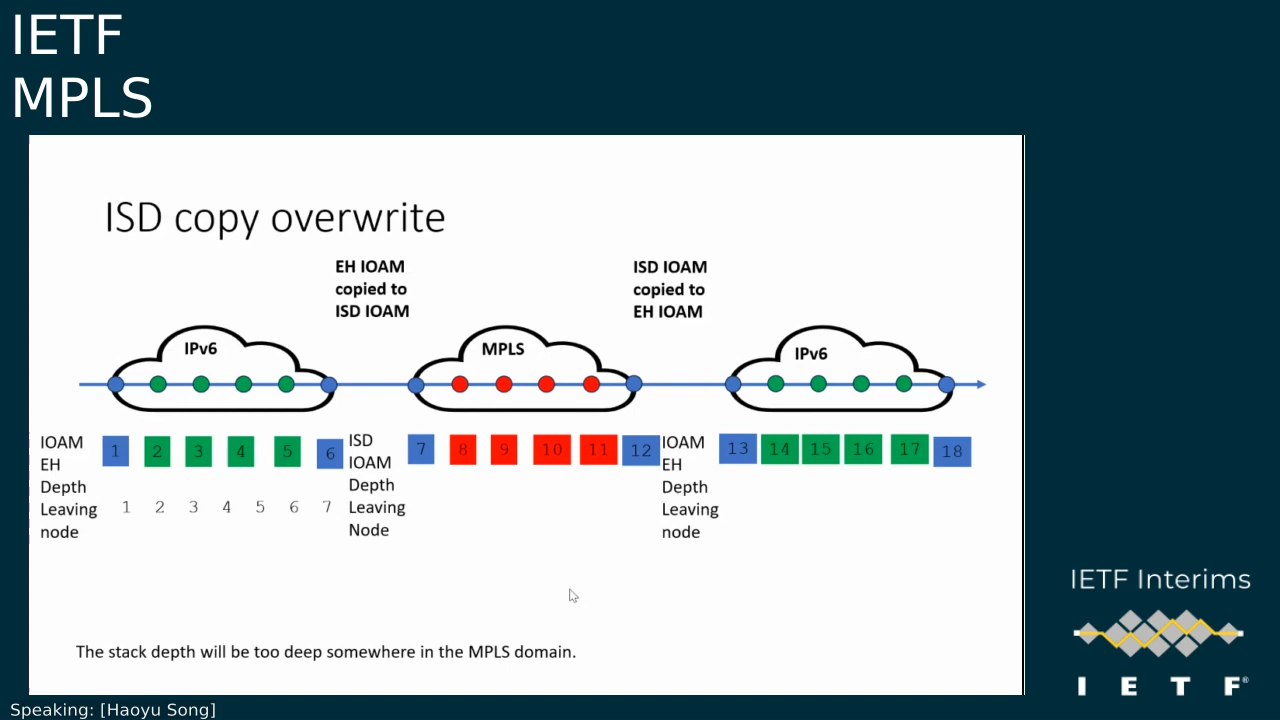 IETF
MPLS
ISD copy overwrite
EH IOAM
copied to
ISD IOAM
ISD IOAM
copied to
EH IOAM
IPv6
MPLS
IPv6
IOAM
EH
Depth
Leaving
node
1 2 3 4 5 6
1 2 3 4 5 6 7
ISD
IOAM
Depth
Leaving
Node
7 8 9 10 11 12
IOAM
EH
Depth
Leaving
node
13 14 15 16 17 18
The stack depth will be too deep somewhere in the MPLS domain.
IETF Interims
I E T F®
Speaking: [Haoyu Song]